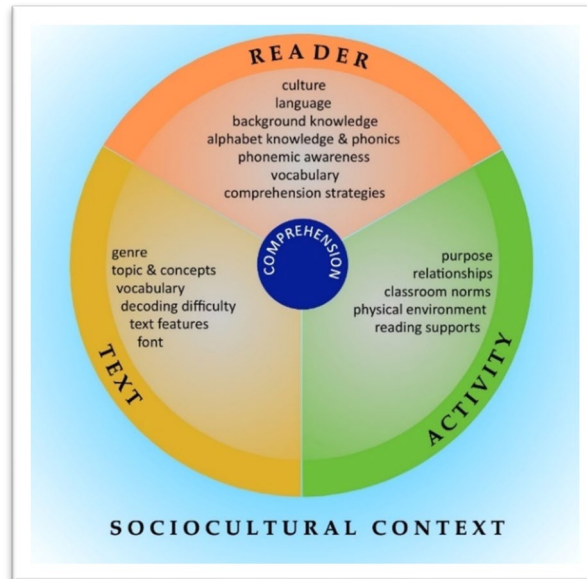 READER
culture
language
background knowledge
alphabet knowledge & phonics
phonemic awareness
vocabulary
comprehension strategies
COMPREHENSION
TEXT
genre
topic & concepts
vocabulary
decoding difficulty
text features
font
ACTIVITY
purpose
relationships
classroom norms
physical environment
reading supports
SOCIOCULTURAL CONTEXT